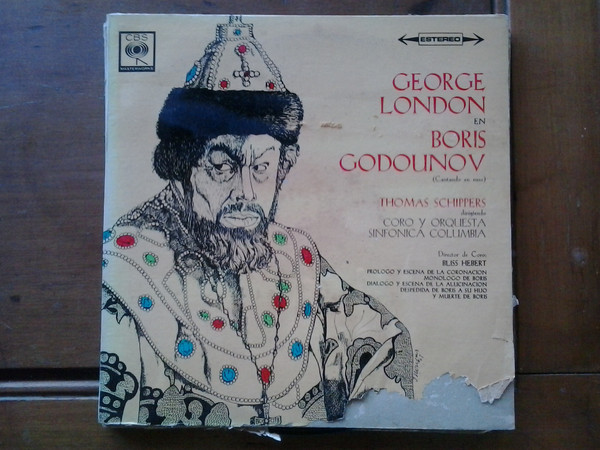 CBS
ESTEREO
GEORGE
LONDON
EN
BORIS
GODOUNOV
(Cantando en ruso)
THOMAS SCHIPPERS
dirigiendo
CORO Y ORQUESTA
SINFONICA COLUMBIA
Director de Coro:
BLISS HEBERT
PROLOGO Y ESCENA DE LA CORONACION
MONOLOGO DE BORIS
DIALOGO Y ESCENA DE LA ALUCINACION
DESPEDIDA DE BORIS A SU HIJO
Y MUERTE DE BORIS